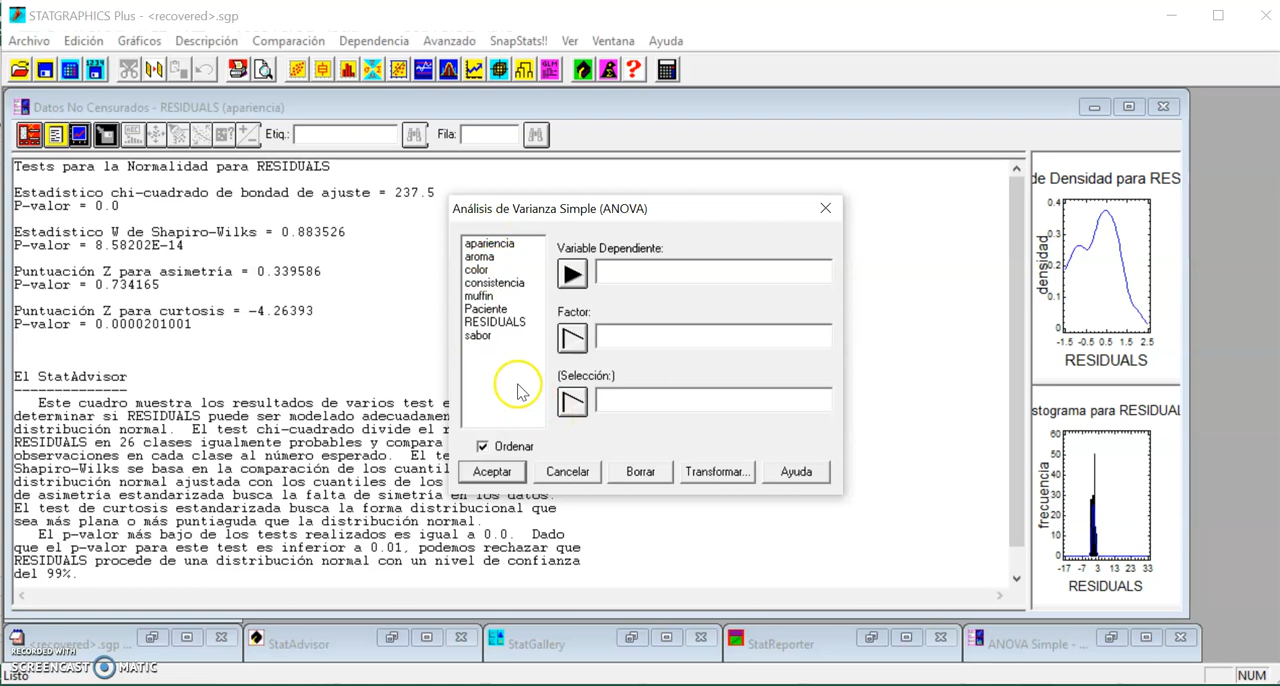 STATGRAPHICS Plus - <recovered>.sgp
Archivo Edición Gráficos Descripción Comparación Dependencia Avanzado SnapStats!! Ver Ventana Ayuda
Datos No Censurados - RESIDUALS (apariencia)
Etiq.: Fila:
Tests para la Normalidad para RESIDUALS
Estadístico chi-cuadrado de bondad de ajuste = 237.5
P-valor = 0.0
Estadístico W de Shapiro-Wilks = 0.883526
P-valor = 8.58202E-14
Puntuación Z para asimetría = 0.339586
P-valor = 0.734165
Puntuación Z para curtosis = -4.26393
P-valor = 0.0000201001
El StatAdvisor
--------------
Este cuadro muestra los resultados de varios test e
determinar si RESIDUALS puede ser modelado adecuadamen
distribución normal. El test chi-cuadrado divide el r
RESIDUALS en 26 clases igualmente probables y compara
observaciones en cada clase al número esperado. El te
Shapiro-Wilks se basa en la comparación de los cuantil
distribución normal ajustada con los cuantiles de los
de asimetría estandarizada busca la falta de simetría en los datos.
El test de curtosis estandarizada busca la forma distribucional que
sea más plana o más puntiaguda que la distribución normal.
El p-valor más bajo de los tests realizados es igual a 0.0. Dado
que el p-valor para este test es inferior a 0.01, podemos rechazar que
RESIDUALS procede de una distribución normal con un nivel de confianza
del 99%.
Análisis de Varianza Simple (ANOVA)
apariencia
aroma
color
consistencia
muffin
Paciente
RESIDUALS
sabor
Variable Dependiente:
Factor:
(Selección:)
Ordenar
Aceptar Cancelar Borrar Transformar... Ayuda
de Densidad para RES
densidad
0.4
0.3
0.2
0.1
0
-1.5 -0.5 0.5 1.5 2.5
RESIDUALS
stograma para RESIDUAL
frecuencia
60
50
40
30
20
10
0
-17 -7 3 13 23 33
RESIDUALS
<recovered>.sgp ... StatAdvisor StatGallery StatReporter ANOVA Simple - ...
RECORDED WITH
SCREENCAST MATIC
Listo
NUM